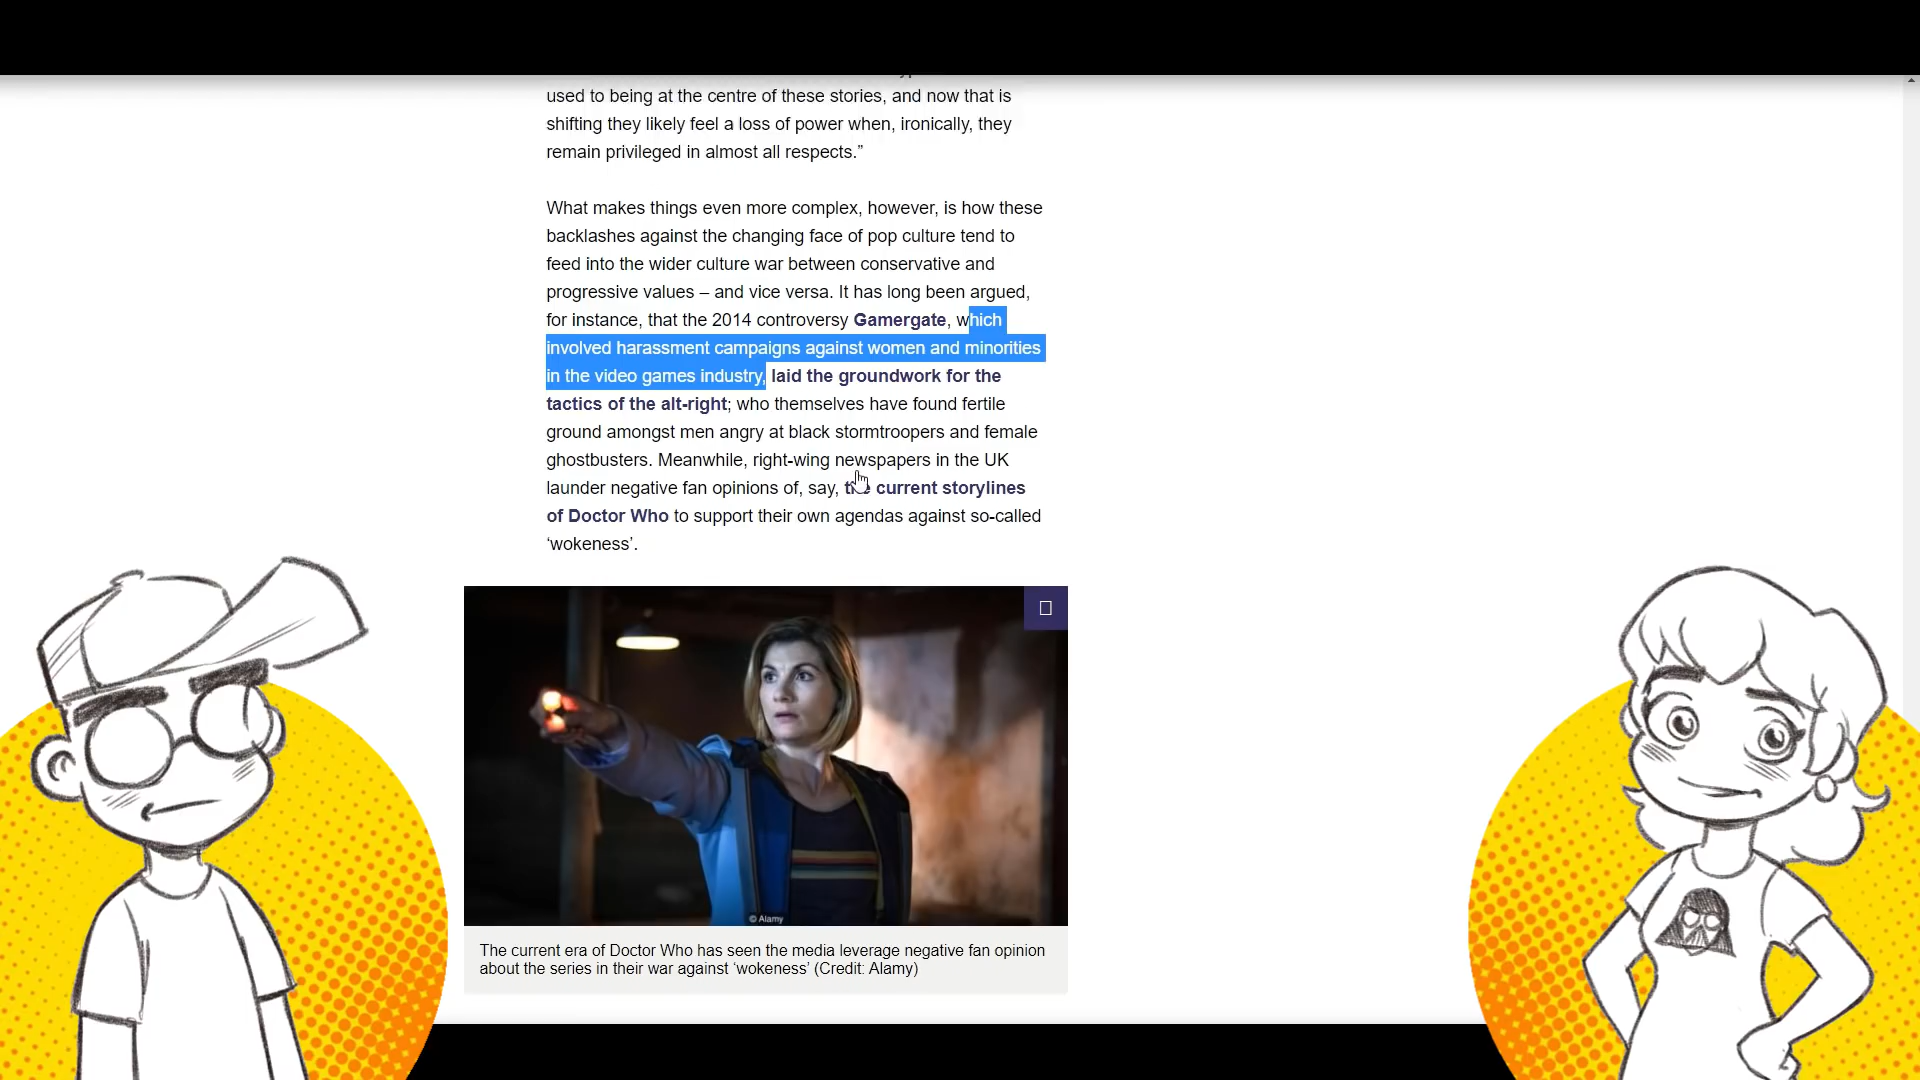 used to being at the centre of these stories, and now that is
shifting they likely feel a loss of power when, ironically, they
remain privileged in almost all respects.”
What makes things even more complex, however, is how these
backlashes against the changing face of pop culture tend to
feed into the wider culture war between conservative and
progressive values – and vice versa. It has long been argued,
for instance, that the 2014 controversy Gamergate, which
involved harassment campaigns against women and minorities
in the video games industry, laid the groundwork for the
tactics of the alt-right; who themselves have found fertile
ground amongst men angry at black stormtroopers and female
ghostbusters. Meanwhile, right-wing newspapers in the UK
launder negative fan opinions of, say, the current storylines
of Doctor Who to support their own agendas against so-called
‘wokeness’.
© Alamy
The current era of Doctor Who has seen the media leverage negative fan opinion
about the series in their war against ‘wokeness’ (Credit: Alamy)